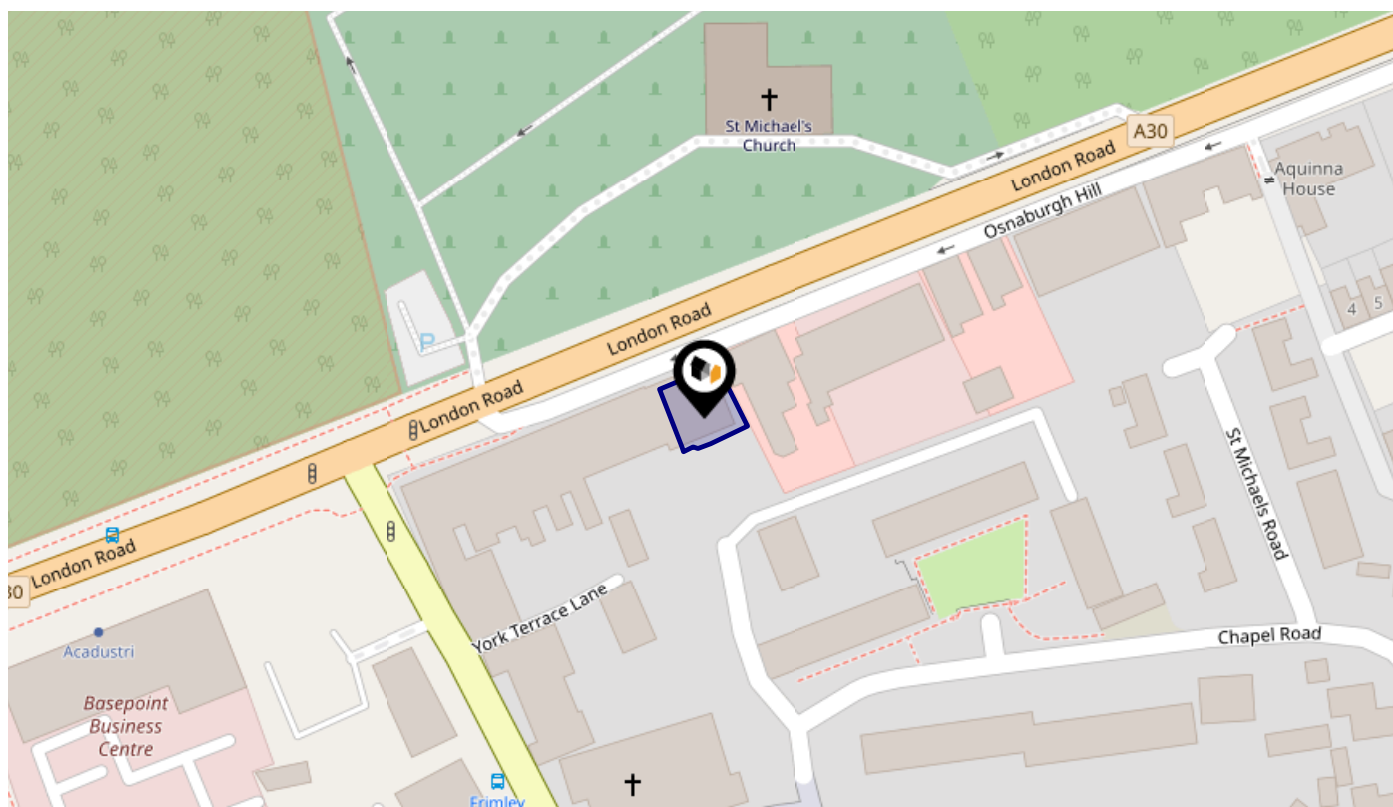 St Michael's
Church
A30
London Road
Aquinna
House
Osnaburgh Hill
4
5
P
London Road
London Road
St Michaels Road
London Road
30
York Terrace Lane
Chapel Road
Acadustri
Basepoint
Business
Centre
Frimley